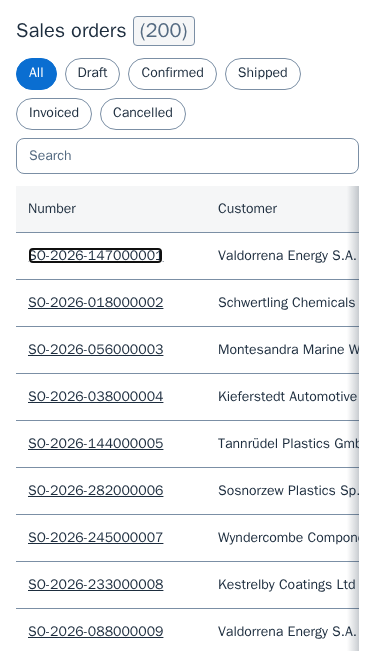 Sales orders (200)
All Draft Confirmed Shipped
Invoiced Cancelled
Search
Number Customer
SO-2026-147000001 Valdorrena Energy S.A.
SO-2026-018000002 Schwertling Chemicals
SO-2026-056000003 Montesandra Marine
SO-2026-038000004 Kieferstedt Automotive
SO-2026-144000005 Tannrüdel Plastics
SO-2026-282000006 Sosnorzew Plastics Sp.
SO-2026-245000007 Wyndercombe
SO-2026-233000008 Kestrelby Coatings Ltd
SO-2026-088000009 Valdorrena Energy S.A.